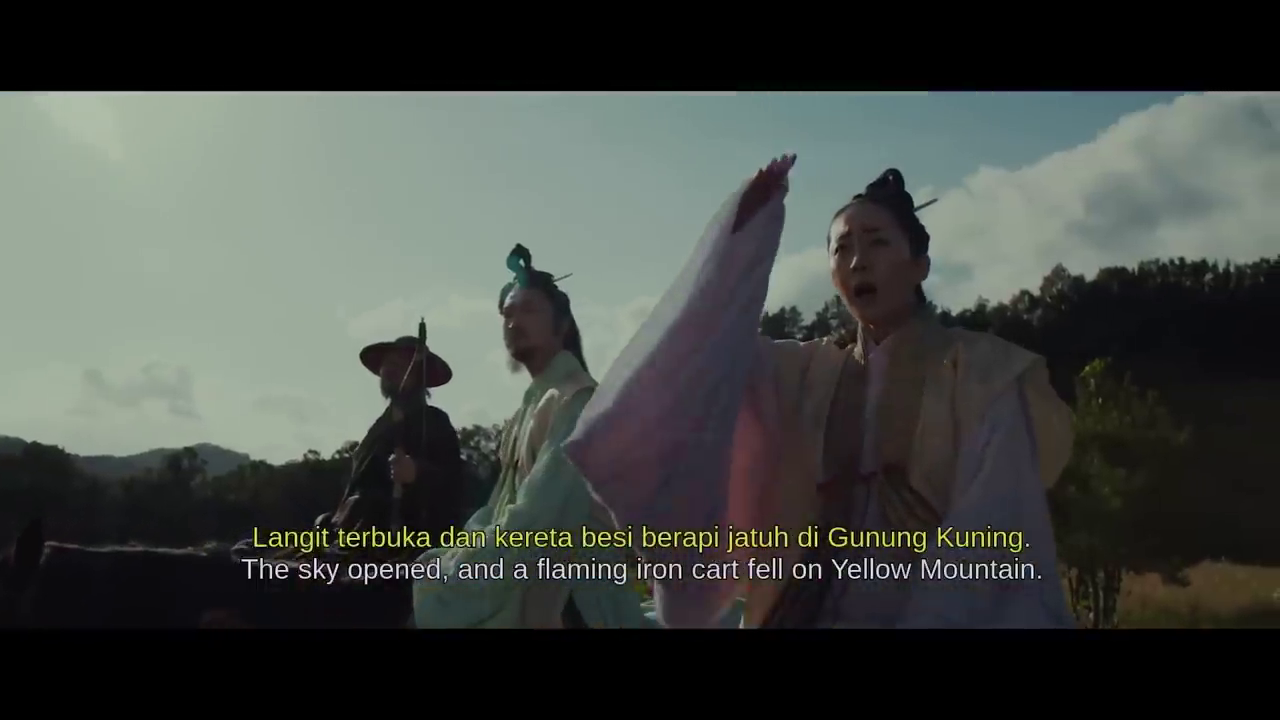 Langit terbuka dan kereta besi berapi jatuh di Gunung Kuning.
The sky opened, and a flaming iron cart fell on Yellow Mountain.